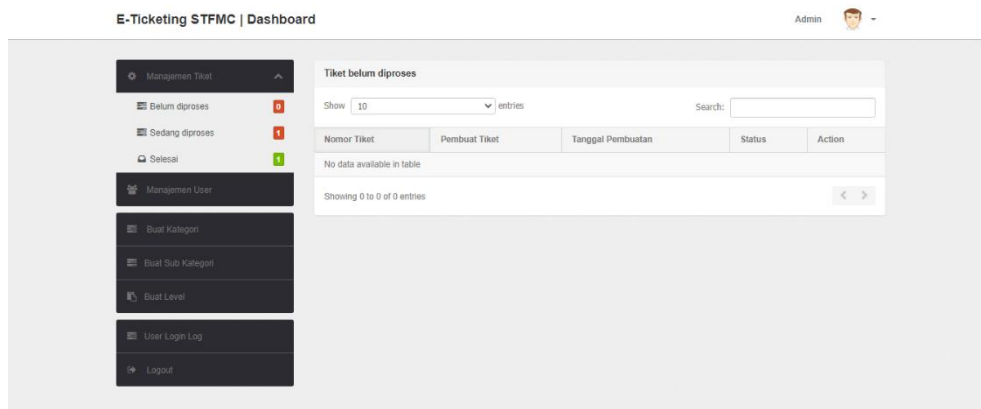 E-Ticketing STFMC | Dashboard
Admin
Manajemen Tiket
Belum diproses 0
Sedang diproses 1
Selesai 1
Manajemen User
Buat Kategori
Buat Sub Kategori
Buat Level
User Login Log
Logout
Tiket belum diproses
Show 10 entries Search:
Nomor Tiket Pembuat Tiket Tanggal Pembuatan Status Action
No data available in table
Showing 0 to 0 of 0 entries